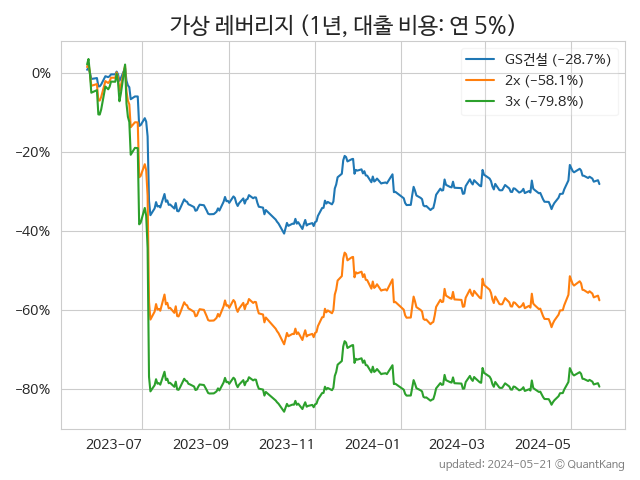 가상 레버리지 (1년, 대출 비용: 연 5%)
GS건설 (−28.7%)
2x (−58.1%)
3x (−79.8%)
0%
−20%
−40%
−60%
−80%
2023-07 2023-09 2023-11 2024-01 2024-03 2024-05
updated: 2024-05-21 © QuantKang